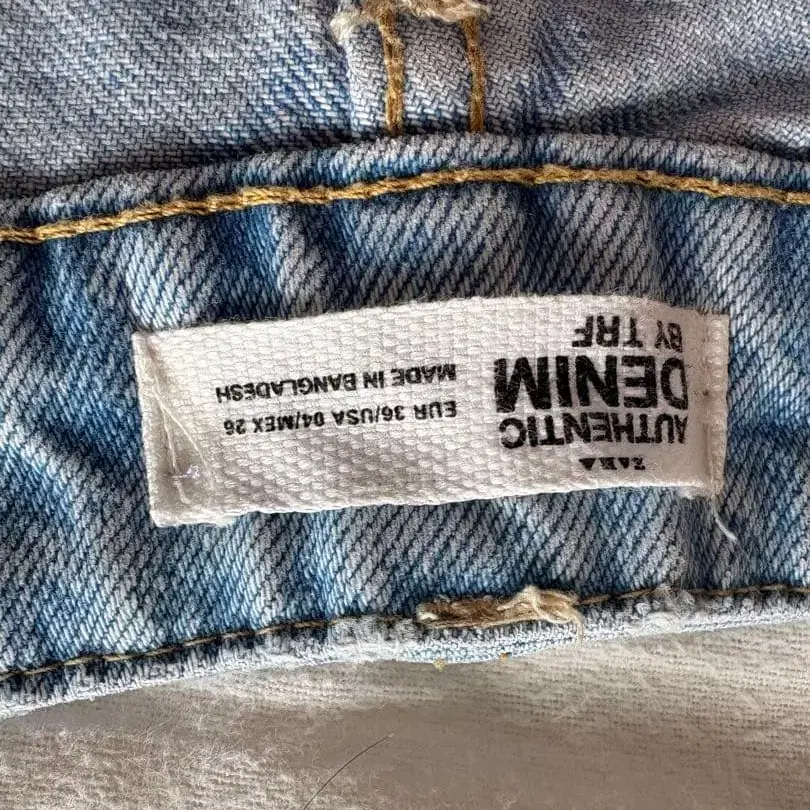 ZARA
AUTHENTIC
DENIM
BY TRF
EUR 36/USA 04/MEX 26
MADE IN BANGLADESH